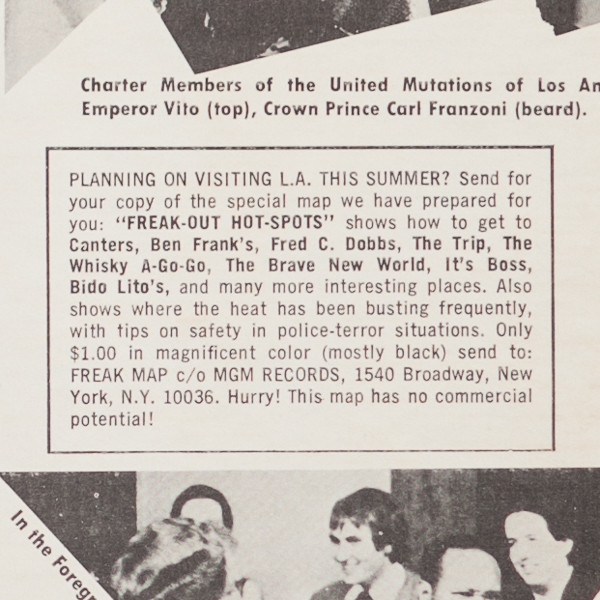 Charter Members of the United Mutations of Los
Emperor Vito (top), Crown Prince Carl Franzoni (beard).
PLANNING ON VISITING L.A. THIS SUMMER? Send for
your copy of the special map we have prepared for
you: "FREAK-OUT HOT-SPOTS" shows how to get to
Canters, Ben Frank's, Fred C. Dobbs, The Trip, The
Whisky A-Go-Go, The Brave New World, It's Boss,
Bido Lito's, and many more interesting places. Also
shows where the heat has been busting frequently,
with tips on safety in police-terror situations. Only
$1.00 in magnificent color (mostly black) send to:
FREAK MAP c/o MGM RECORDS, 1540 Broadway, New
York, N.Y. 10036. Hurry! This map has no commercial
potential!
In the